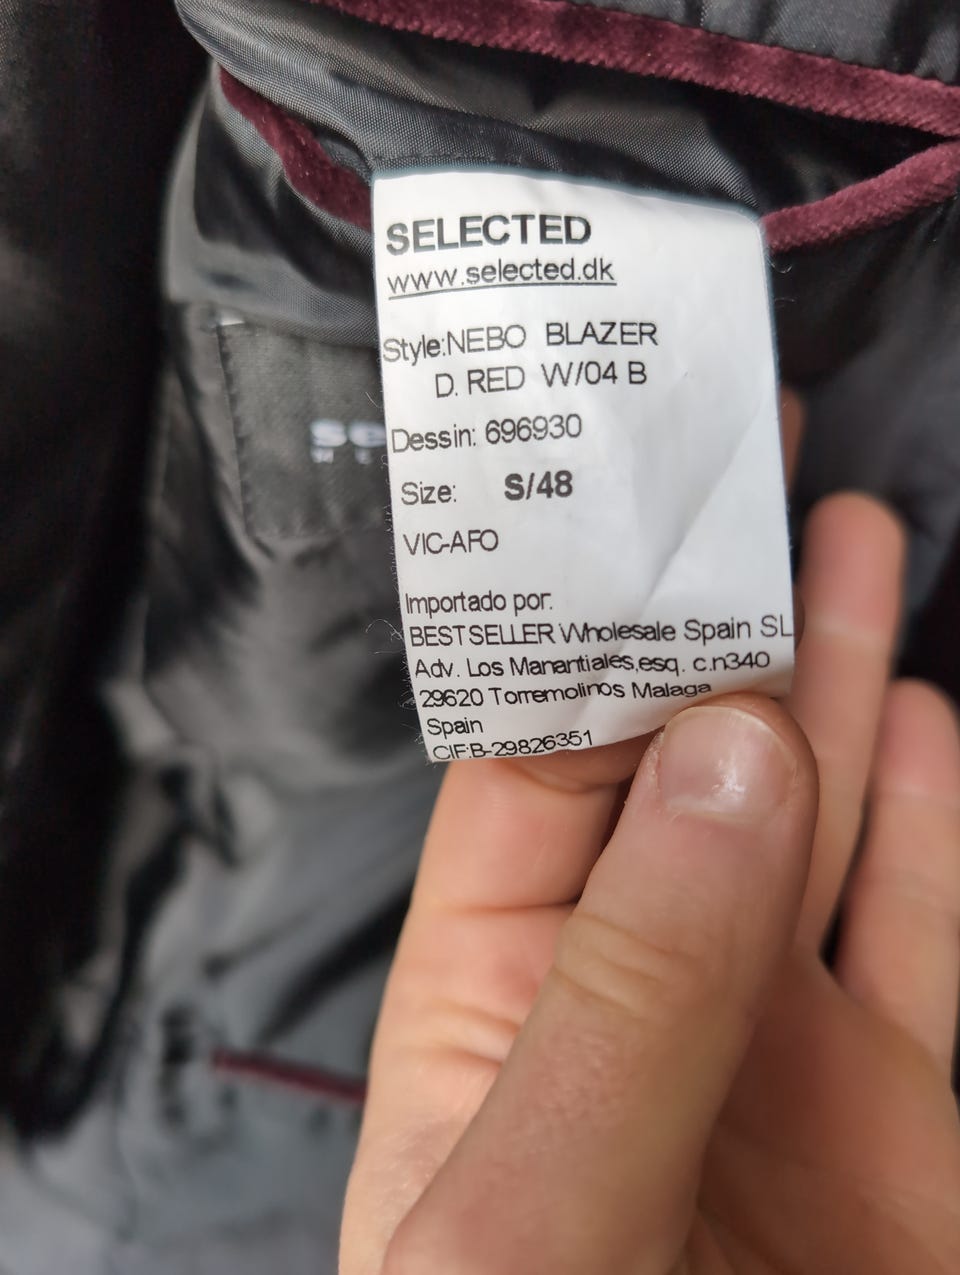 SELECTED
www.selected.dk
Style:NEBO BLAZER
D. RED W/04 B
Dessin: 696930
Size: S/48
VIC-AFO
Importado por:
BESTSELLER Wholesale Spain SL
Adv. Los Manantiales,esq. c.n340
29620 Torremolinos Malaga
Spain
CIF:B-29826351
se